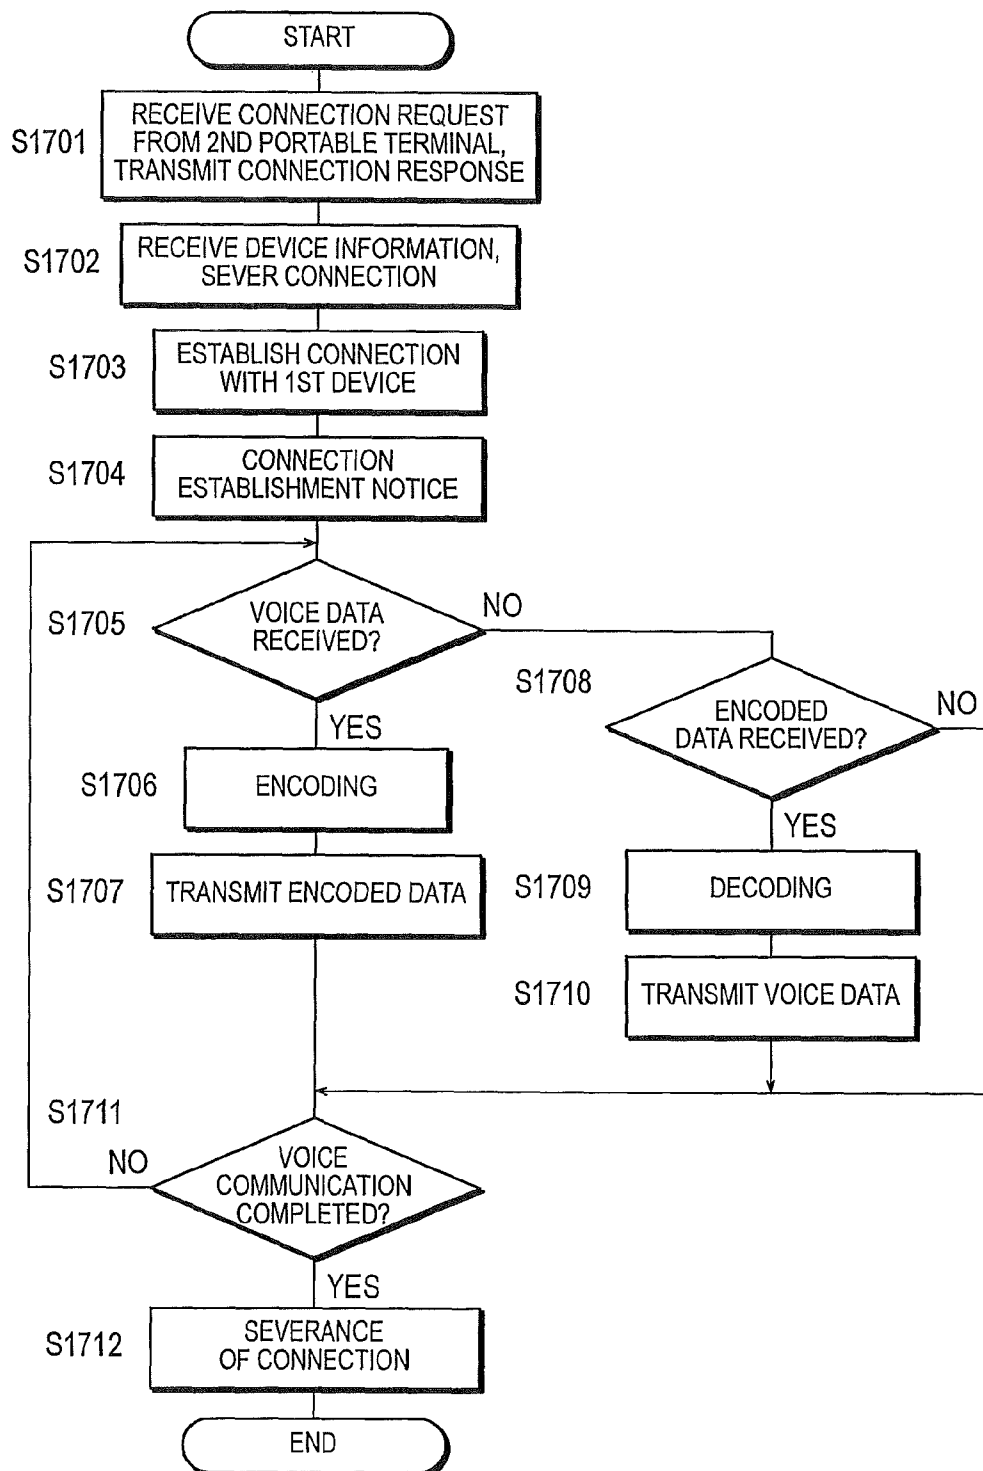 START
S1701
RECEIVE CONNECTION REQUEST
FROM 2ND PORTABLE TERMINAL,
TRANSMIT CONNECTION RESPONSE
S1702
RECEIVE DEVICE INFORMATION,
SEVER CONNECTION
S1703
ESTABLISH CONNECTION
WITH 1ST DEVICE
S1704
CONNECTION
ESTABLISHMENT NOTICE
S1705
VOICE DATA
RECEIVED?
NO
YES
S1708
ENCODED
DATA RECEIVED?
NO
YES
S1706
ENCODING
S1707
TRANSMIT ENCODED DATA
S1709
DECODING
S1710
TRANSMIT VOICE DATA
S1711
NO
VOICE
COMMUNICATION
COMPLETED?
YES
S1712
SEVERANCE
OF CONNECTION
END